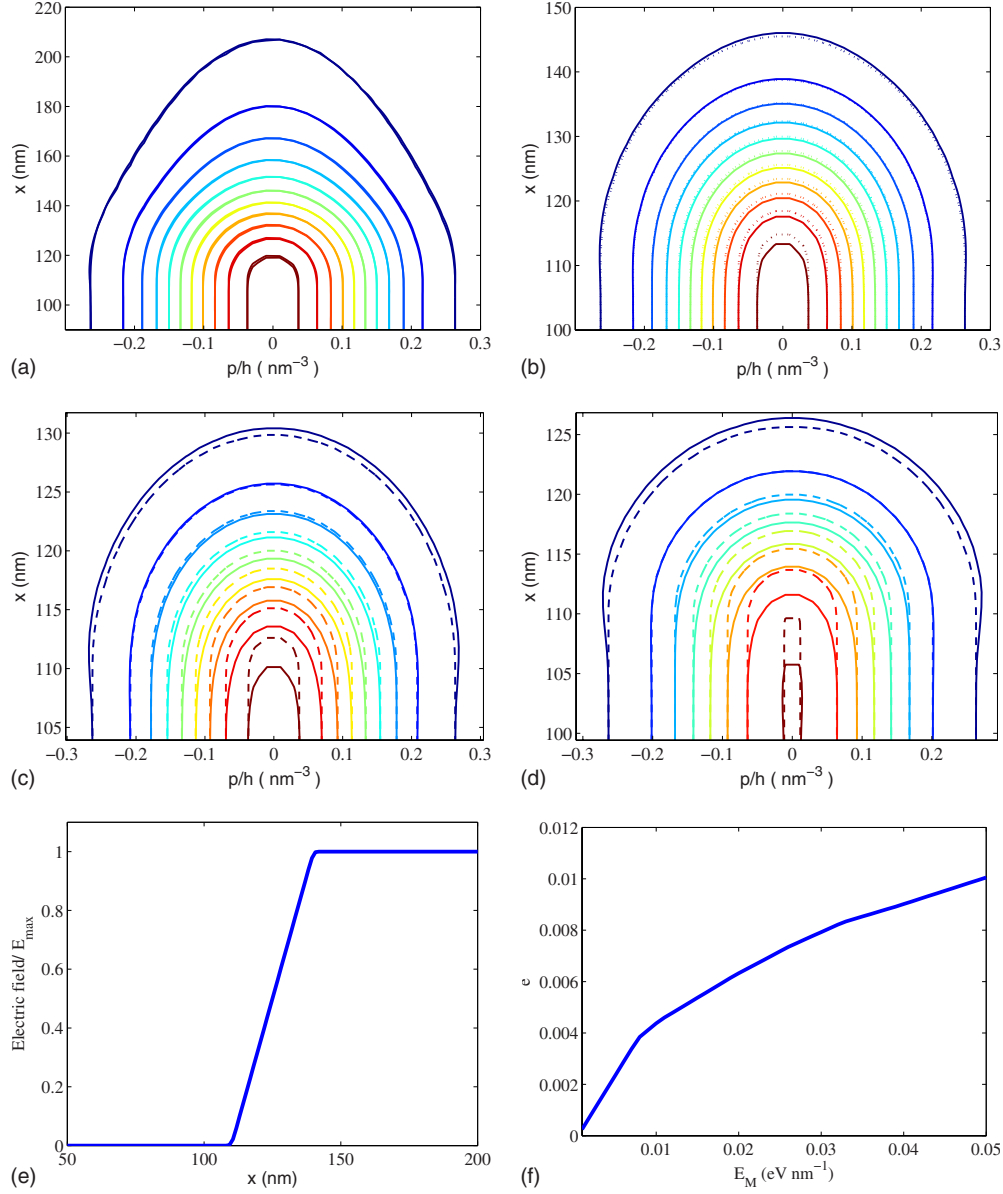 220
200
180
160
140
120
100
x (nm)
−0.2 −0.1 0 0.1 0.2 0.3
p/h ( nm⁻³ )
(a)
150
140
130
120
110
100
x (nm)
−0.2 −0.1 0 0.1 0.2 0.3
p/h ( nm⁻³ )
(b)
130
125
120
115
110
105
x (nm)
−0.3 −0.2 −0.1 0 0.1 0.2 0.3
p/h ( nm⁻³ )
(c)
125
120
115
110
105
100
x (nm)
−0.3 −0.2 −0.1 0 0.1 0.2
p/h ( nm⁻³ )
(d)
1
0.8
0.6
0.4
0.2
0
Electric field/ E_max
50 100 150 200
x (nm)
(e)
0.012
0.01
0.008
0.006
0.004
0.002
0
e
0.01 0.02 0.03 0.04 0.05
E_M (eV nm⁻¹)
(f)